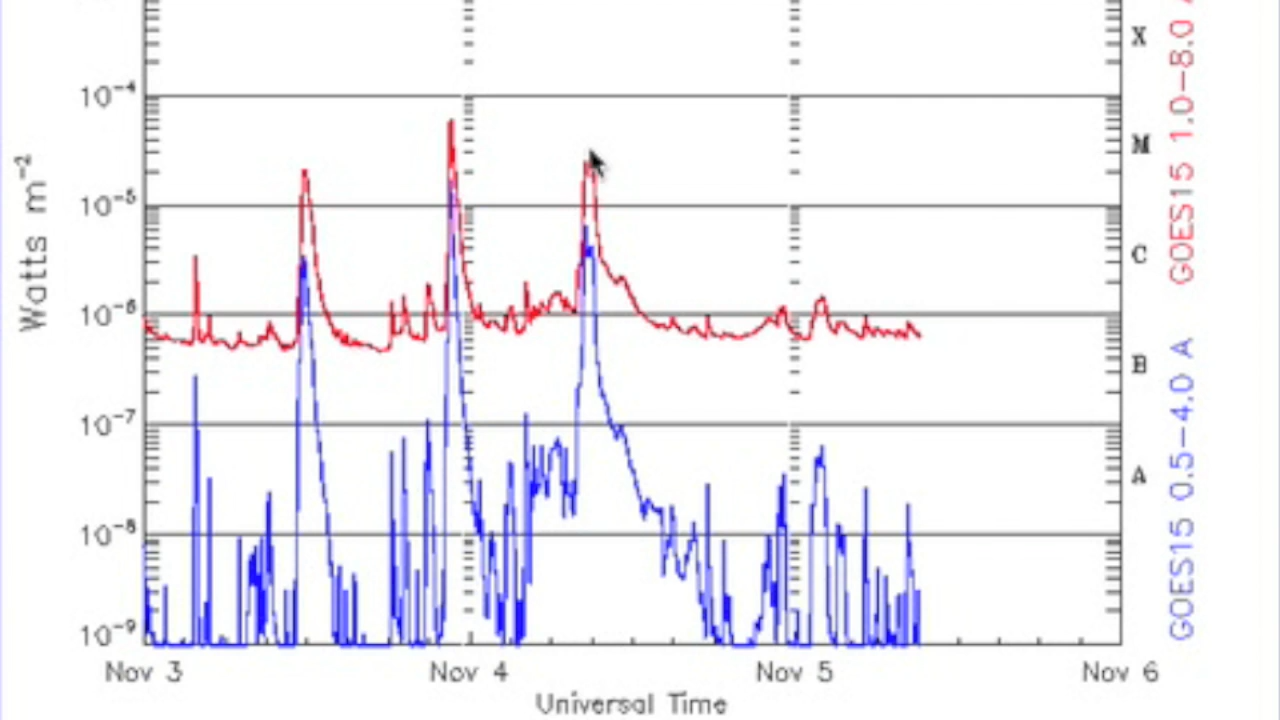 10⁻⁴
10⁻⁵
10⁻⁶
10⁻⁷
10⁻⁸
10⁻⁹
Watts m⁻²
X
M
C
B
A
GOES15 1.0–8.0
GOES15 0.5–4.0 A
Nov 3
Nov 4
Nov 5
Nov 6
Universal Time